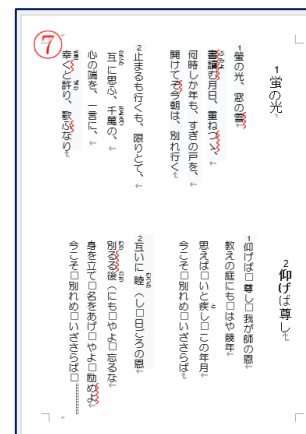 ⑦
1 蛍の光
1 螢の光、窓の雪
書讀む月日、重ねつゝ、
何時しか年も、すぎの戸を、
開けてぞ今朝は、別れ行く
2 止まるも行くも、限りとて、
互に思ふ、千萬の、
心の端を、一言に、
幸くと許り、歌ふなり
2 仰げば尊し
1 仰げば□尊し□我が師の恩
教えの庭にも□はや幾年
思えば□いと疾し□この年月
今こそ□別れめ□いざさらば
2 互いに睦（し□日ごろの恩
別るる後（にも□やよ□忘るな
身を立て□名をあげ□やよ□励めよ
今こそ□別れめ□いざさらば□